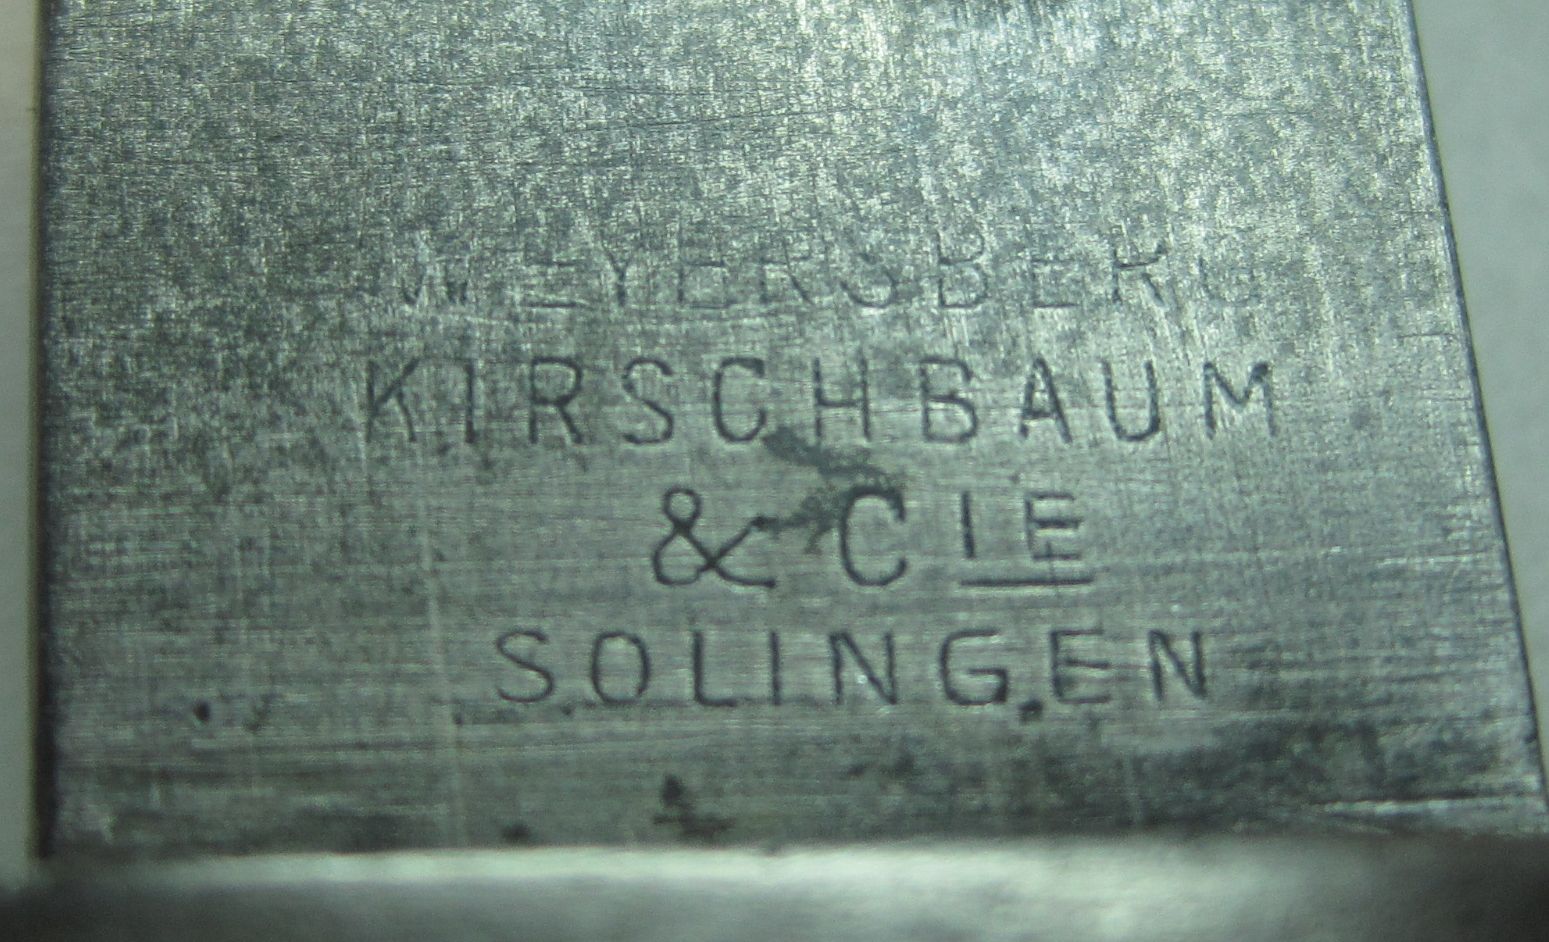 WEYERSBERG
KIRSCHBAUM
& CIE
SOLINGEN